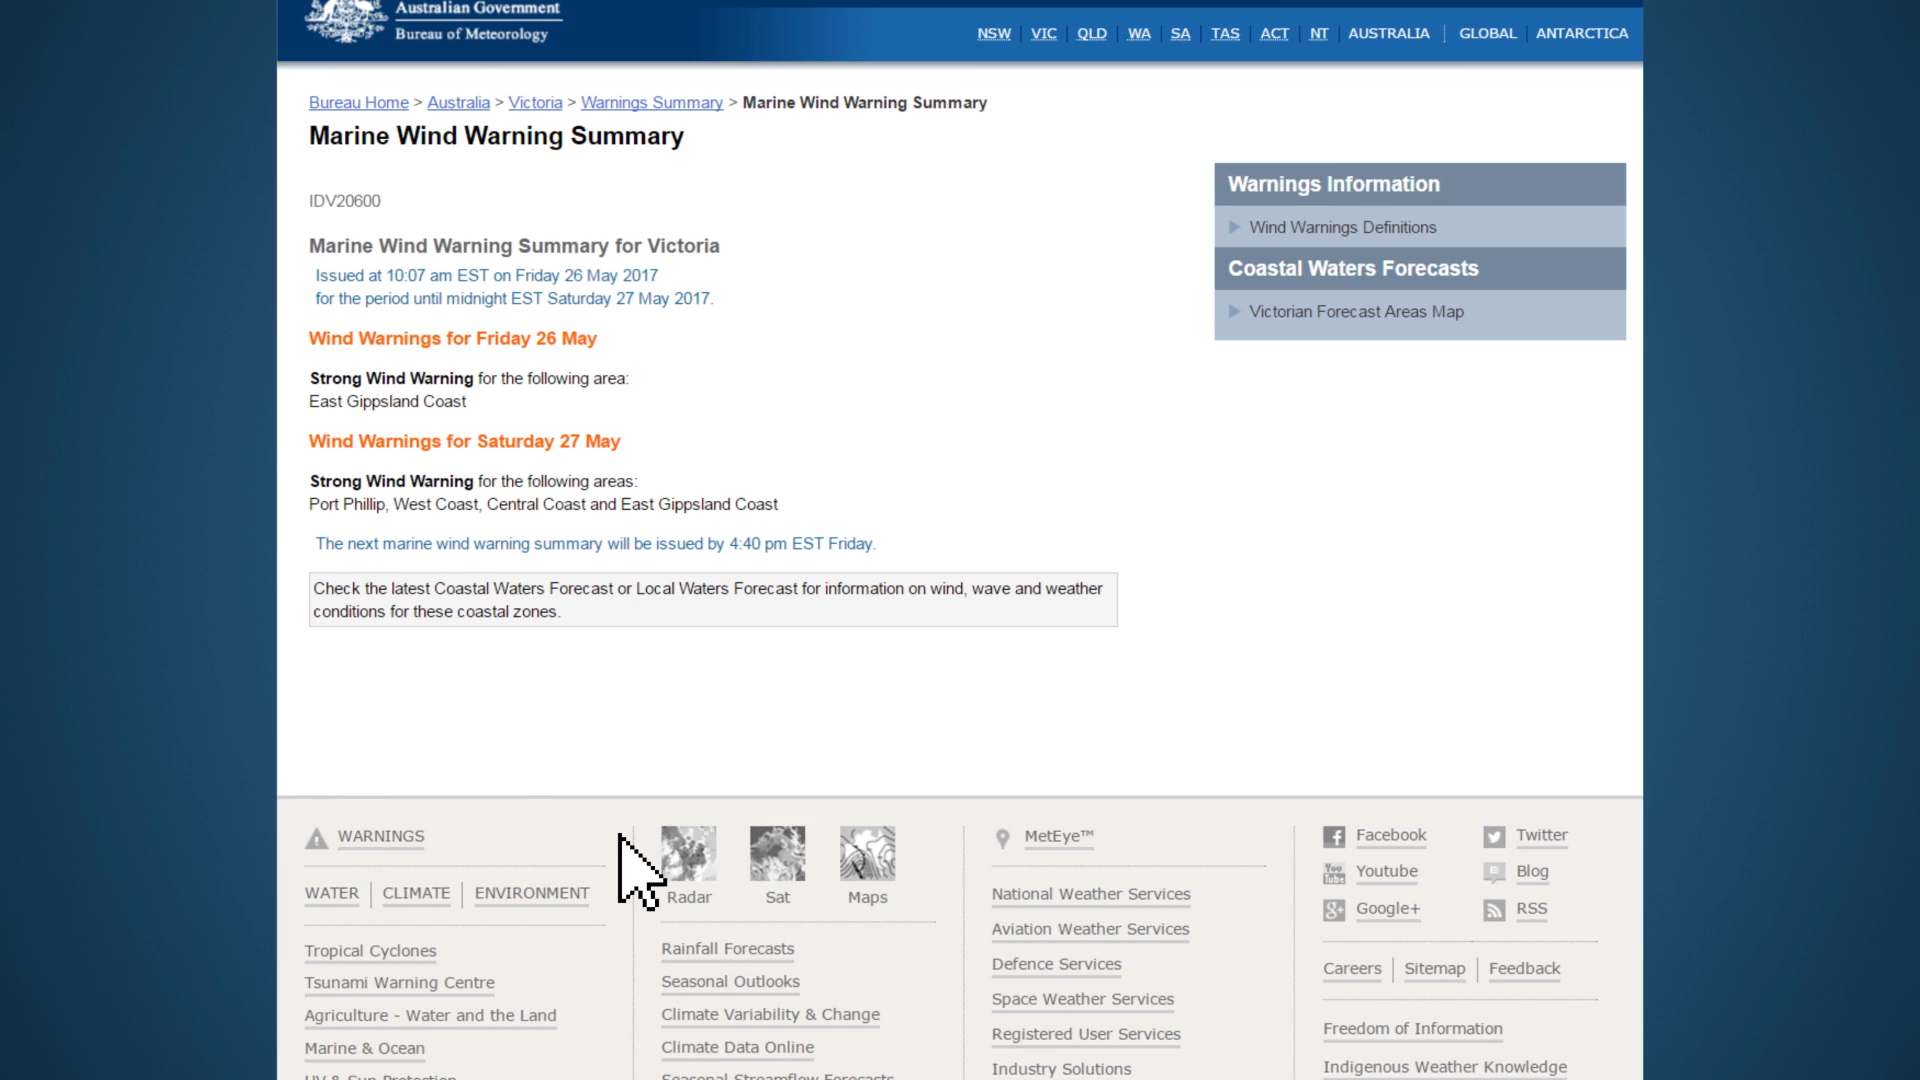 Australian Government
Bureau of Meteorology
NSW VIC QLD WA SA TAS ACT NT AUSTRALIA GLOBAL ANTARCTICA
Bureau Home > Australia > Victoria > Warnings Summary > Marine Wind Warning Summary
Marine Wind Warning Summary
IDV20600
Marine Wind Warning Summary for Victoria
Issued at 10:07 am EST on Friday 26 May 2017
for the period until midnight EST Saturday 27 May 2017.
Wind Warnings for Friday 26 May
Strong Wind Warning for the following area:
East Gippsland Coast
Wind Warnings for Saturday 27 May
Strong Wind Warning for the following areas:
Port Phillip, West Coast, Central Coast and East Gippsland Coast
The next marine wind warning summary will be issued by 4:40 pm EST Friday.
Check the latest Coastal Waters Forecast or Local Waters Forecast for information on wind, wave and weather
conditions for these coastal zones.
Warnings Information
Wind Warnings Definitions
Coastal Waters Forecasts
Victorian Forecast Areas Map
WARNINGS
WATER CLIMATE ENVIRONMENT
Tropical Cyclones
Tsunami Warning Centre
Agriculture - Water and the Land
Marine & Ocean
UV & Sun Protection
Radar Sat Maps
Rainfall Forecasts
Seasonal Outlooks
Climate Variability & Change
Climate Data Online
Seasonal Streamflow Forecasts
MetEye™
National Weather Services
Aviation Weather Services
Defence Services
Space Weather Services
Registered User Services
Industry Solutions
Facebook Twitter
Youtube Blog
Google+ RSS
Careers Sitemap Feedback
Freedom of Information
Indigenous Weather Knowledge